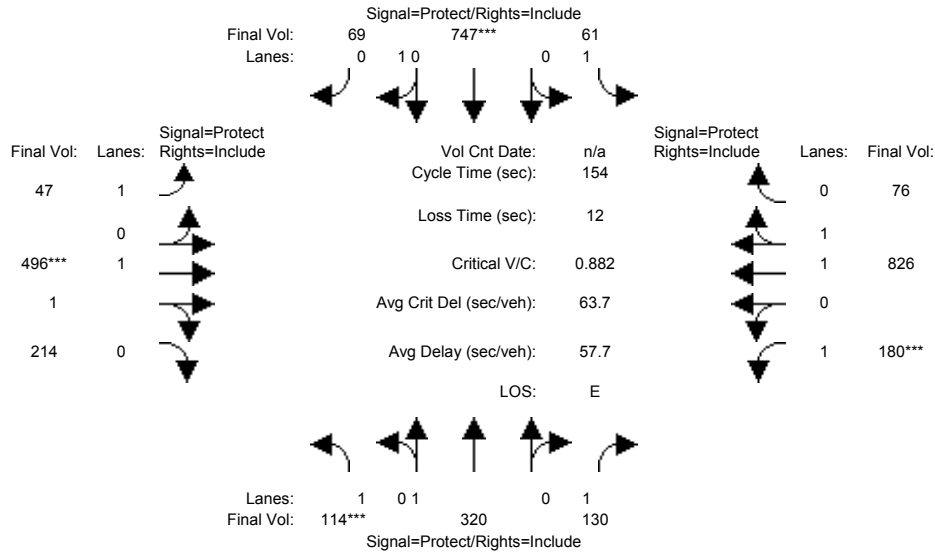 Signal=Protect/Rights=Include
Final Vol: 69 747*** 61
Lanes: 0 1 0 0 1
Signal=Protect Signal=Protect
Final Vol: Lanes: Rights=Include Vol Cnt Date: n/a Rights=Include Lanes: Final Vol:
Cycle Time (sec): 154
47 1 0 76
Loss Time (sec): 12
0 1
496*** 1 Critical V/C: 0.882 1 826
1 Avg Crit Del (sec/veh): 63.7 0
214 0 Avg Delay (sec/veh): 57.7 1 180***
LOS: E
Lanes: 1 0 1 0 1
Final Vol: 114*** 320 130
Signal=Protect/Rights=Include